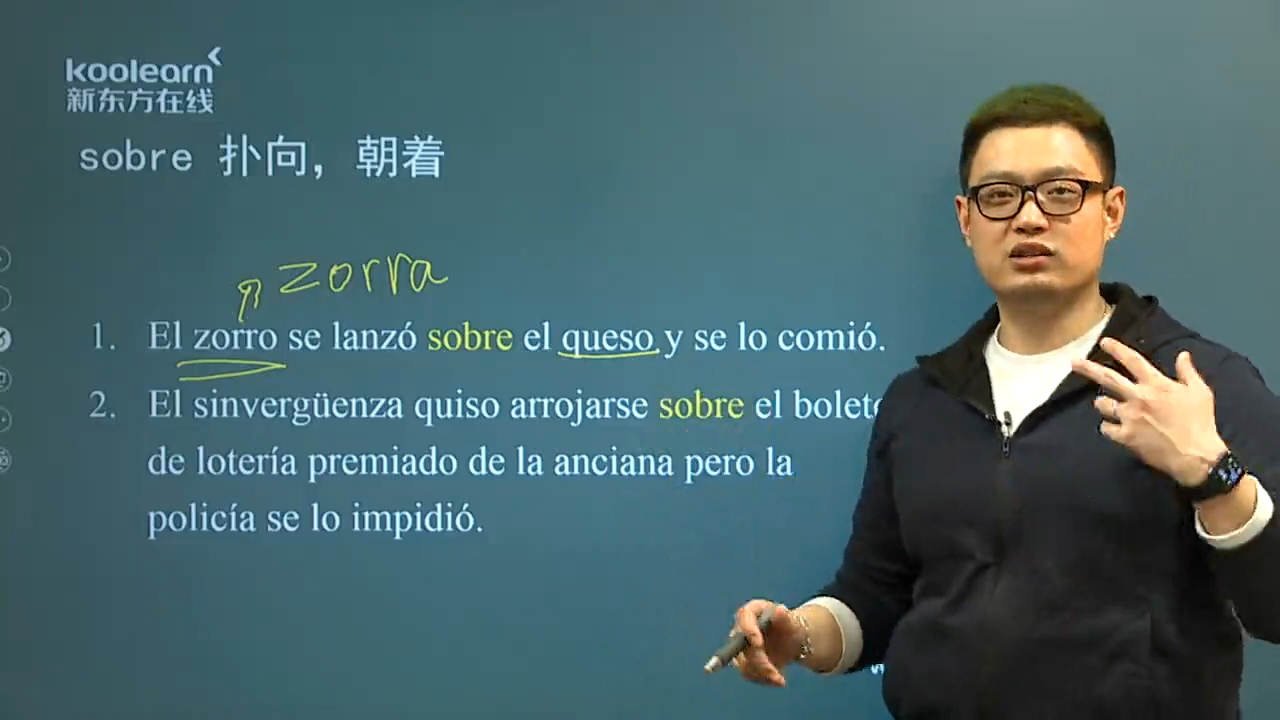 koolearn
新东方在线
sobre 扑向，朝着
zorra
1. El zorro se lanzó sobre el queso y se lo comió.
2. El sinvergüenza quiso arrojarse sobre el
de lotería premiado de la anciana pero la
policía se lo impidió.